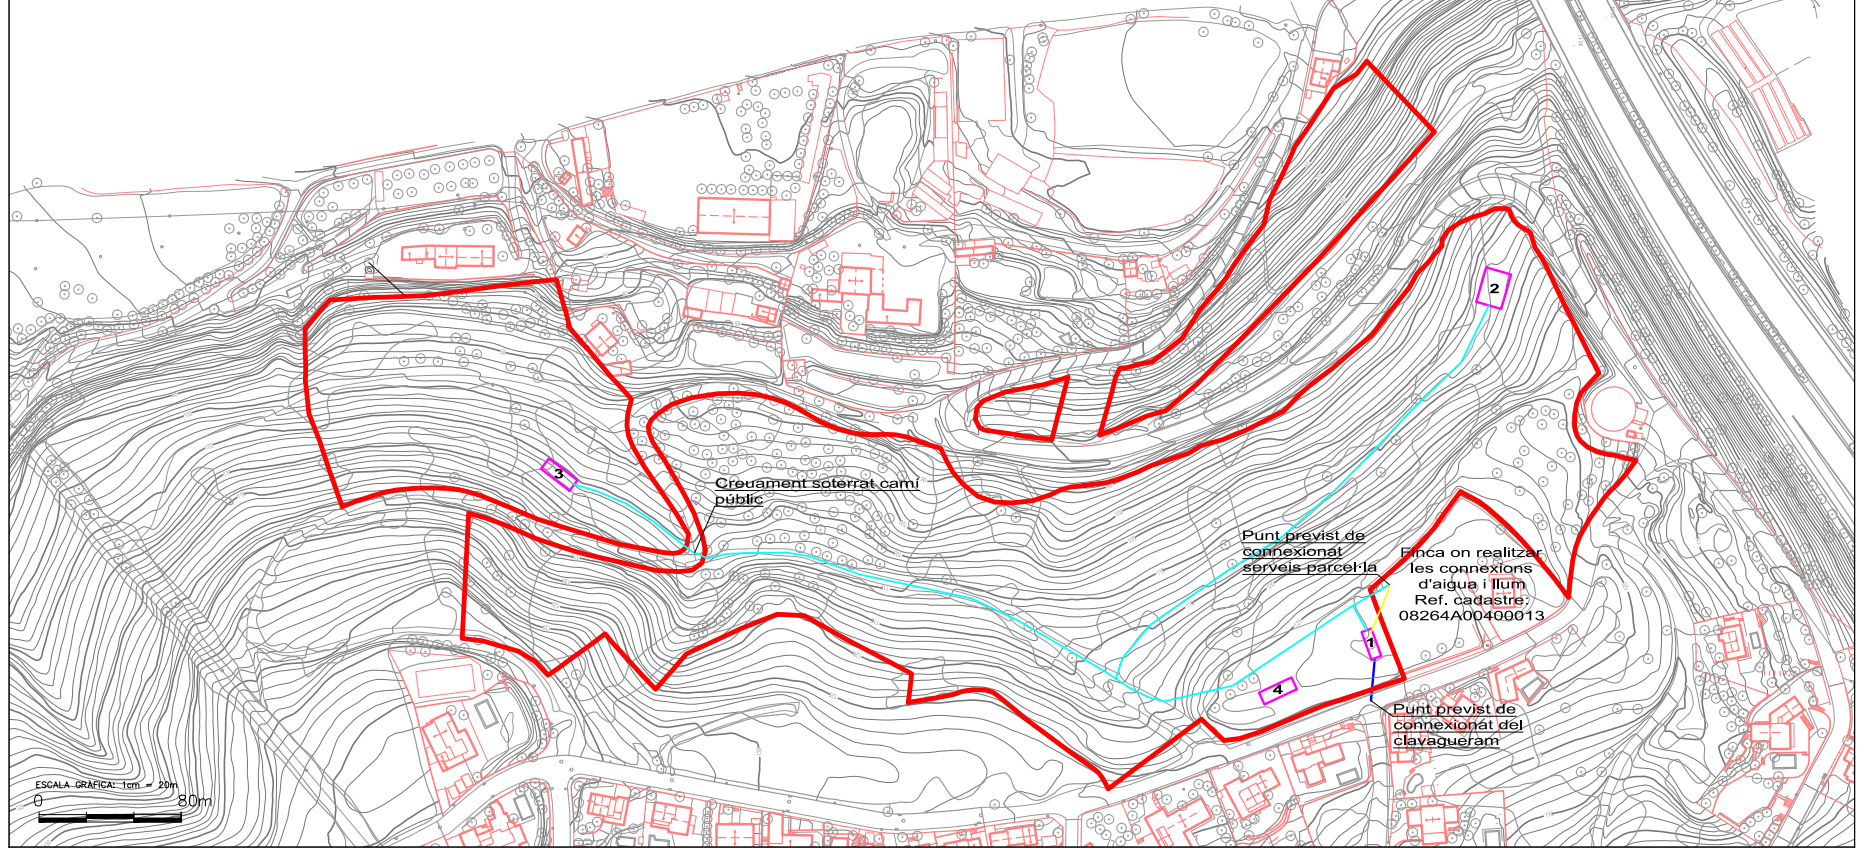 2
3
Creuament soterrat camí
públic
Punt previst de
connexionat
serveis parcel·la
Finca on realitzar
les connexions
d'aigua i llum
Ref. cadastre:
08264A00400013
1
4
Punt previst de
connexionat del
clavagueram
ESCALA GRÀFICA: 1cm = 20m
0 80m